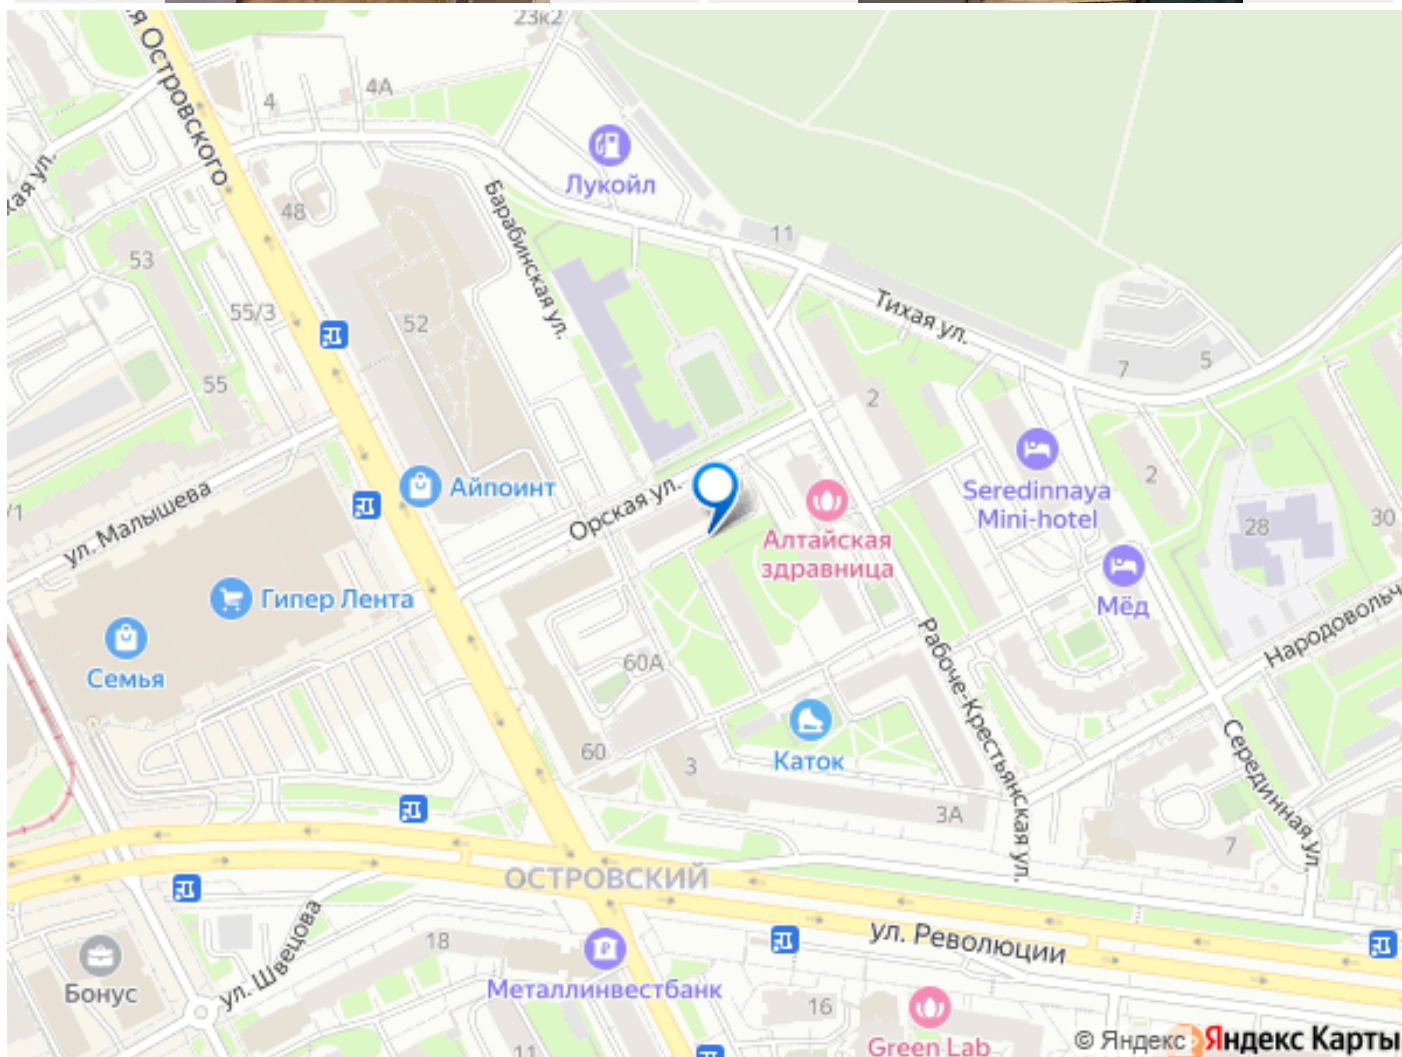 23к2
я Островского
4А
4
Лукойл
кая ул.
Барабинская ул.
48
11
53
Тихая ул.
55/3
52
7
5
55
2
2
Айпоинт
Seredinnaya
Mini-hotel
/1
ул. Малышева
Орская ул.
28
30
Алтайская
здравница
Гипер Лента
Мёд
Семья
60А
Рабоче-Крестьянская ул.
Народовольч
60
3
Каток
Серединная ул.
3А
7
ОСТРОВСКИЙ
ул. Швецова
18
ул. Революции
Бонус
Металлинвестбанк
16
Green Lab
11
© Яндекс Яндекс Карты